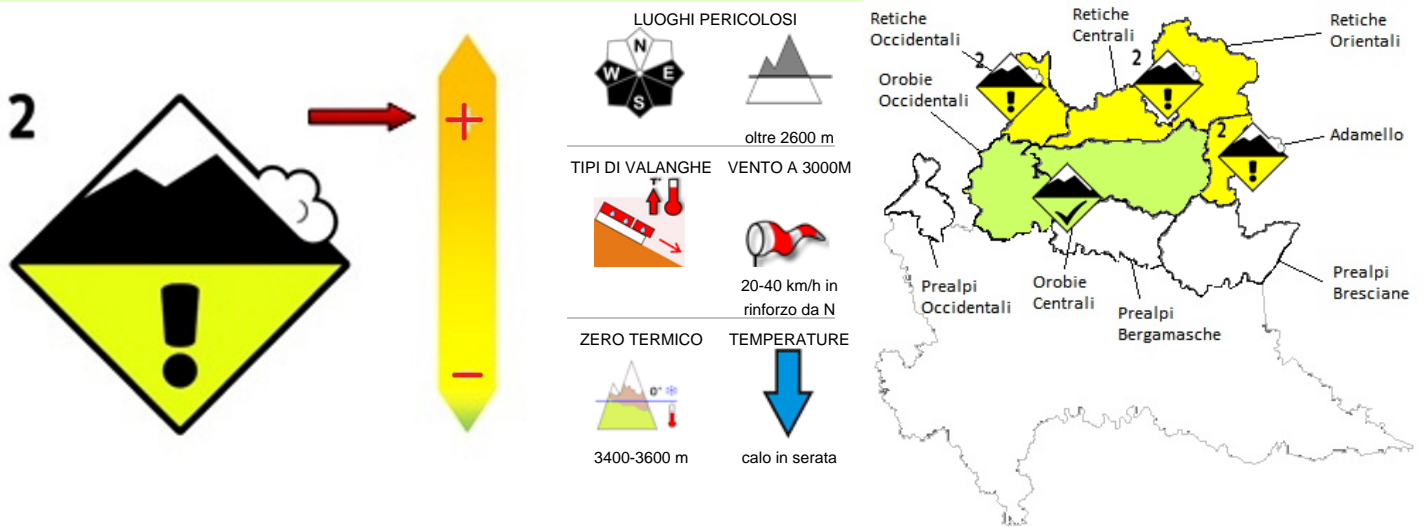 2
+
−
LUOGHI PERICOLOSI
N
W E
S
oltre 2600 m
TIPI DI VALANGHE VENTO A 3000M
T°
20-40 km/h in
rinforzo da N
ZERO TERMICO TEMPERATURE
0°
3400-3600 m calo in serata
Retiche
Occidentali
Retiche
Centrali
Retiche
Orientali
2
2
Orobie
Occidentali
2
Adamello
1
Prealpi
Occidentali
Orobie
Centrali
Prealpi
Bergamasche
Prealpi
Bresciane